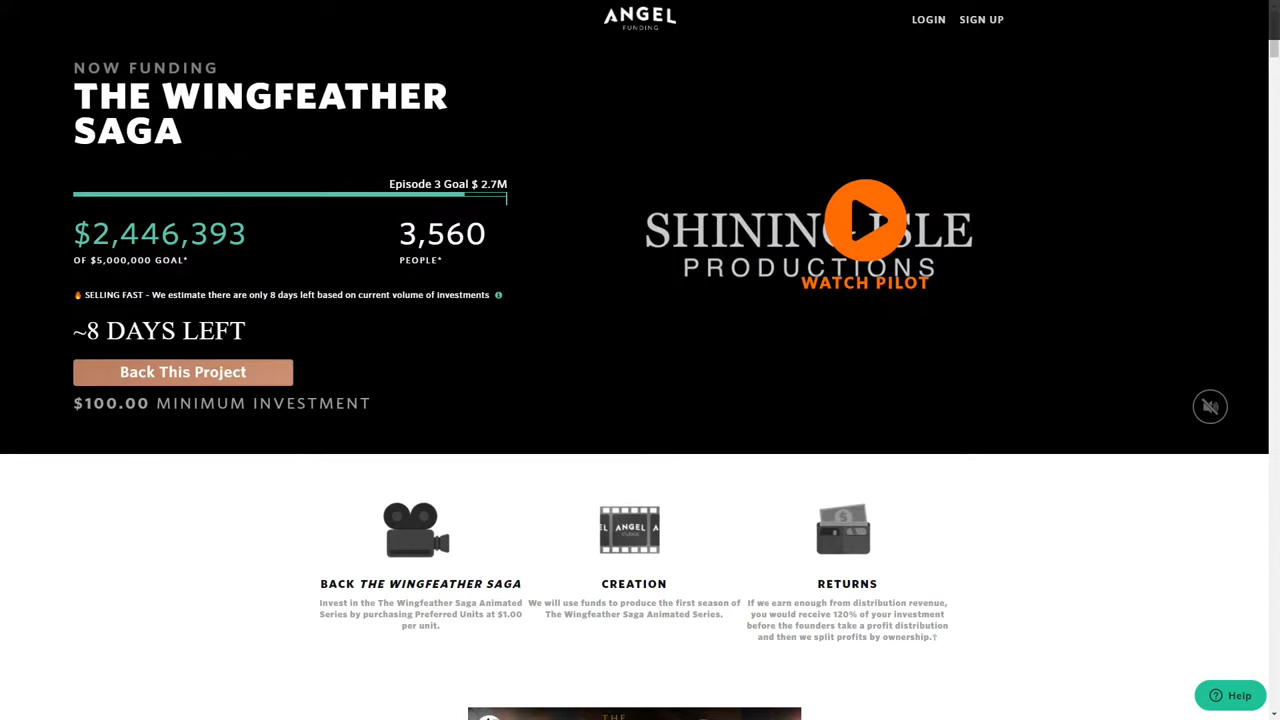 ANGEL
FUNDING
LOGIN SIGN UP
NOW FUNDING
THE WINGFEATHER
SAGA
Episode 3 Goal $ 2.7M
$2,446,393
3,560
OF $5,000,000 GOAL*
PEOPLE*
SELLING FAST - We estimate there are only 8 days left based on current volume of investments
~8 DAYS LEFT
Back This Project
$100.00 MINIMUM INVESTMENT
SHINING ISLE
PRODUCTIONS
WATCH PILOT
ANGEL
STUDIOS
BACK THE WINGFEATHER SAGA
Invest in the The Wingfeather Saga Animated
Series by purchasing Preferred Units at $1.00
per unit.
CREATION
We will use funds to produce the first season of
The Wingfeather Saga Animated Series.
RETURNS
If we earn enough from distribution revenue,
you would receive 120% of your investment
before the founders take a profit distribution
and then we split profits by ownership.†
Help
THE